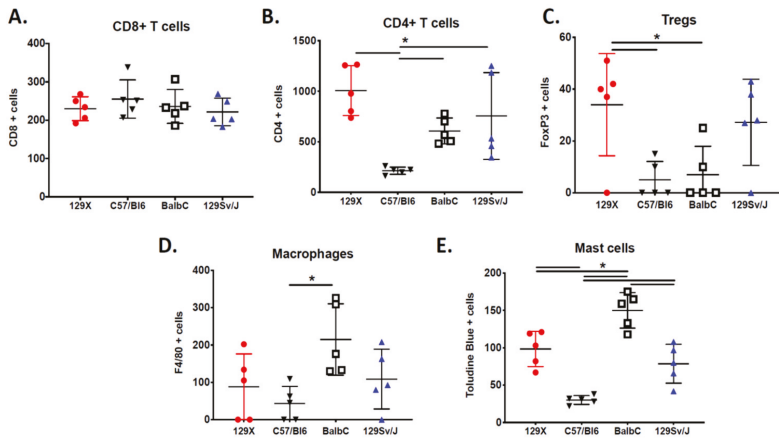 A.
CD8+ T cells
CD8 + cells
400
300
200
100
0
129X C57/Bl6 BalbC 129Sv/J
B.
CD4+ T cells
*
CD4 + cells
1500
1000
500
0
129X C57/Bl6 BalbC 129Sv/J
C.
Tregs
*
FoxP3 + cells
60
40
20
0
129X C57/Bl6 BalbC 129Sv/J
D.
Macrophages
*
F4/80 + cells
400
300
200
100
0
129X C57/Bl6 BalbC 129Sv/J
E.
Mast cells
*
Toludine Blue + cells
200
150
100
50
0
129X C57/Bl6 BalbC 129Sv/J